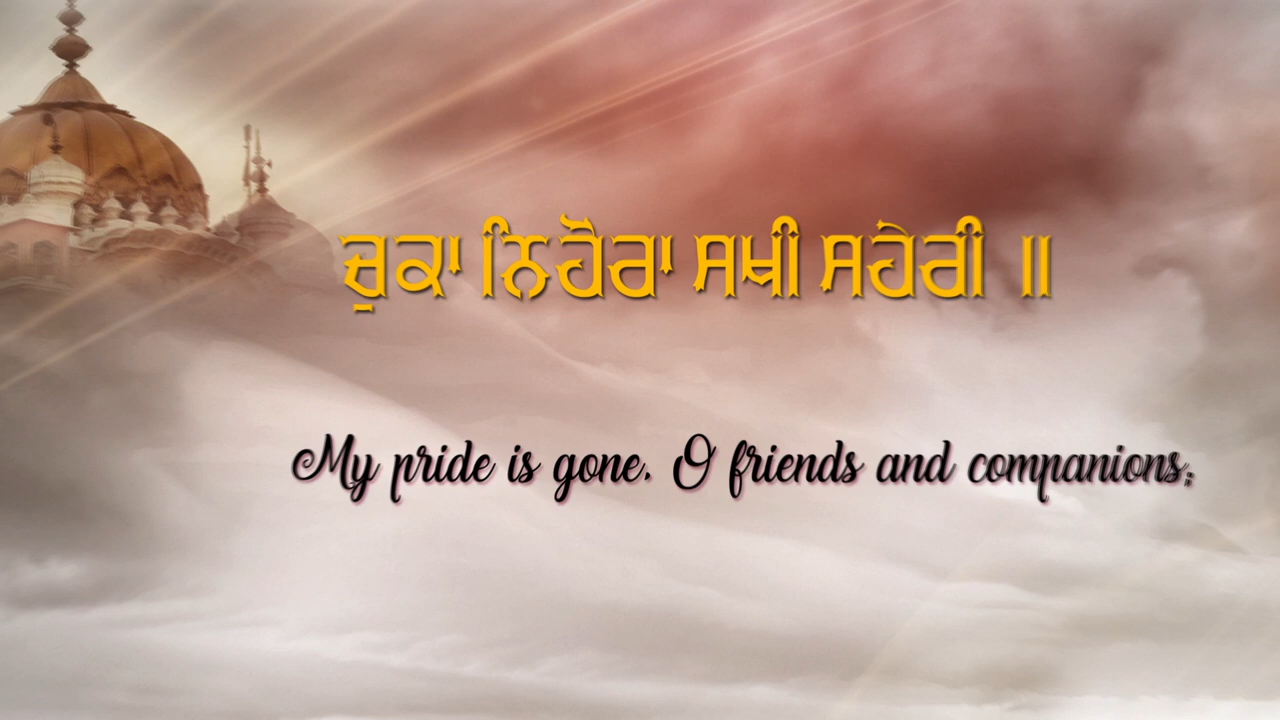 ਚੁਕਾ ਨਿਹੋਰਾ ਸਖੀ ਸਹੇਰੀ ॥
My pride is gone. O friends and companions;